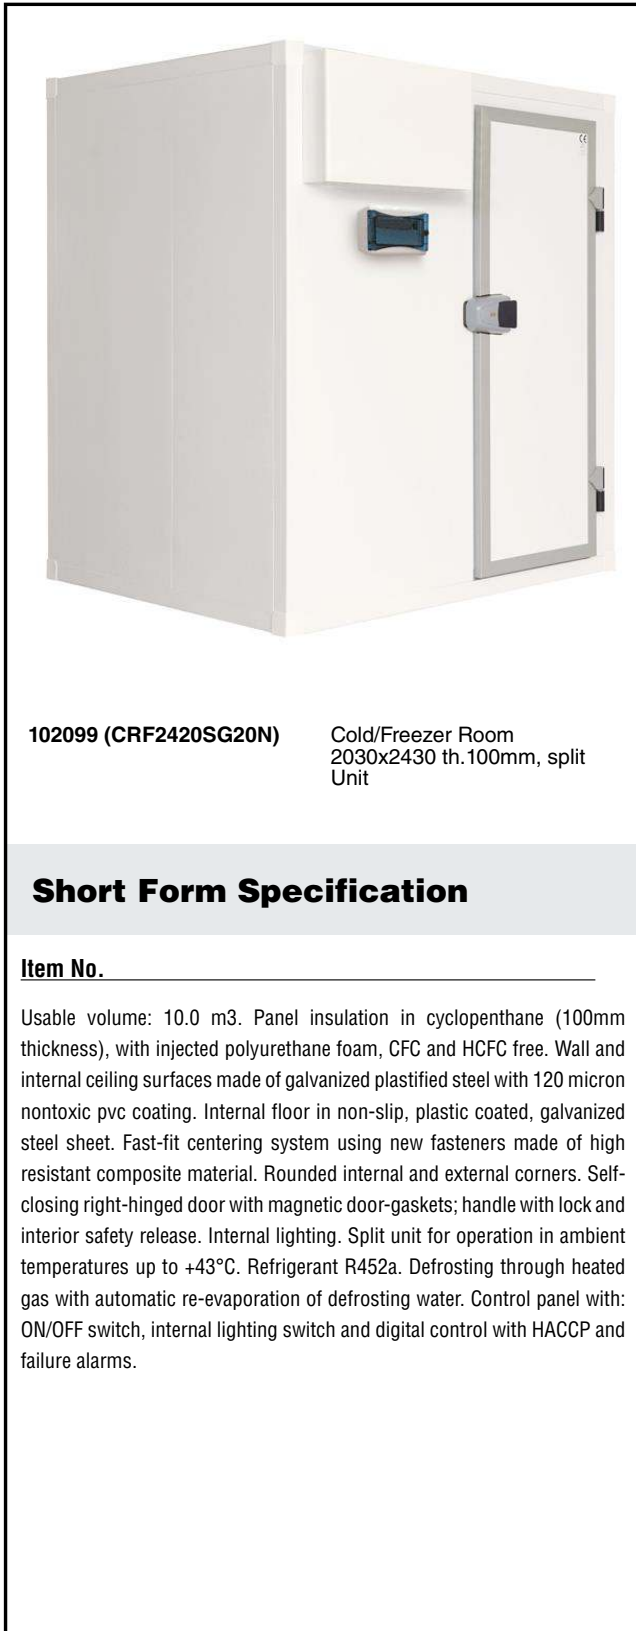 CE
102099 (CRF2420SG20N)
Cold/Freezer Room
2030x2430 th.100mm, split
Unit
Short Form Specification
Item No.
Usable volume: 10.0 m3. Panel insulation in cyclopenthane (100mm
thickness), with injected polyurethane foam, CFC and HCFC free. Wall and
internal ceiling surfaces made of galvanized plastified steel with 120 micron
nontoxic pvc coating. Internal floor in non-slip, plastic coated, galvanized
steel sheet. Fast-fit centering system using new fasteners made of high
resistant composite material. Rounded internal and external corners. Self-
closing right-hinged door with magnetic door-gaskets; handle with lock and
interior safety release. Internal lighting. Split unit for operation in ambient
temperatures up to +43°C. Refrigerant R452a. Defrosting through heated
gas with automatic re-evaporation of defrosting water. Control panel with:
ON/OFF switch, internal lighting switch and digital control with HACCP and
failure alarms.